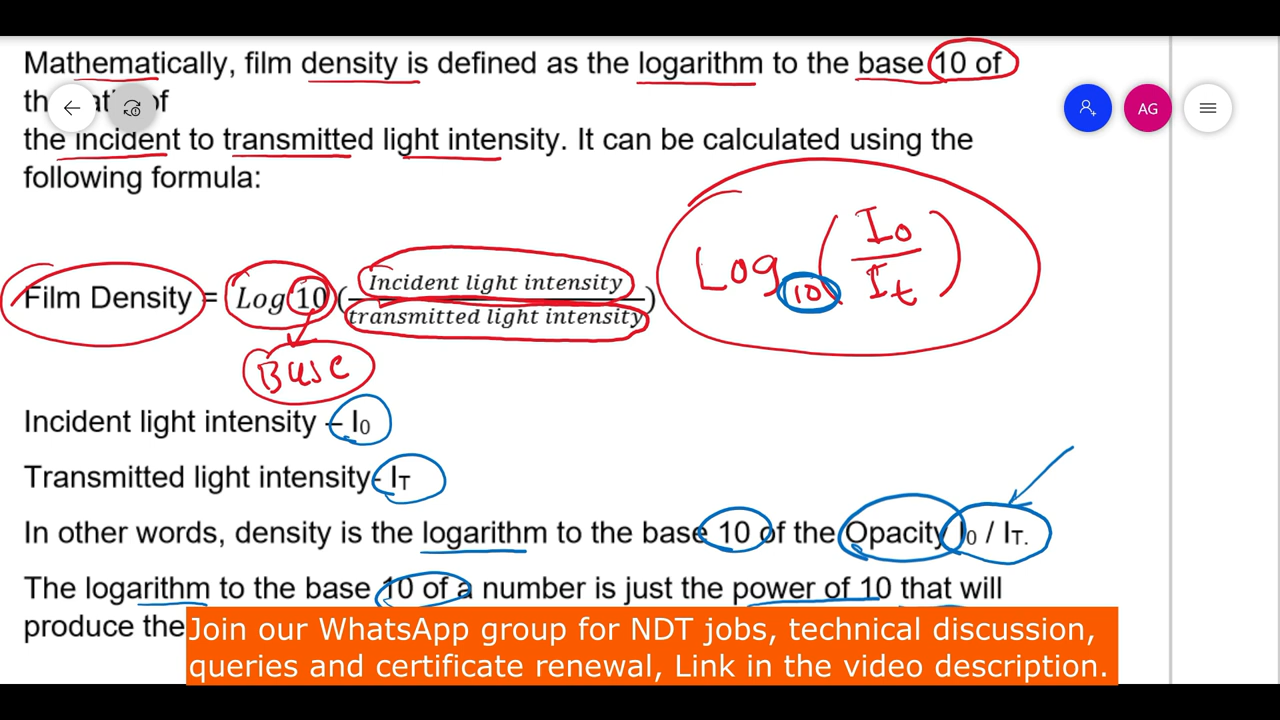 Mathematically, film density is defined as the logarithm to the base 10 of
of
the incident to transmitted light intensity. It can be calculated using the
following formula:
Film Density = Log10 (Incident light intensity / transmitted light intensity)
Log10 (I0 / It)
Base
Incident light intensity – I0
Transmitted light intensity- IT
In other words, density is the logarithm to the base 10 of the Opacity I0 / IT.
The logarithm to the base 10 of a number is just the power of 10 that will
produce the
Join our WhatsApp group for NDT jobs, technical discussion,
queries and certificate renewal, Link in the video description.
AG